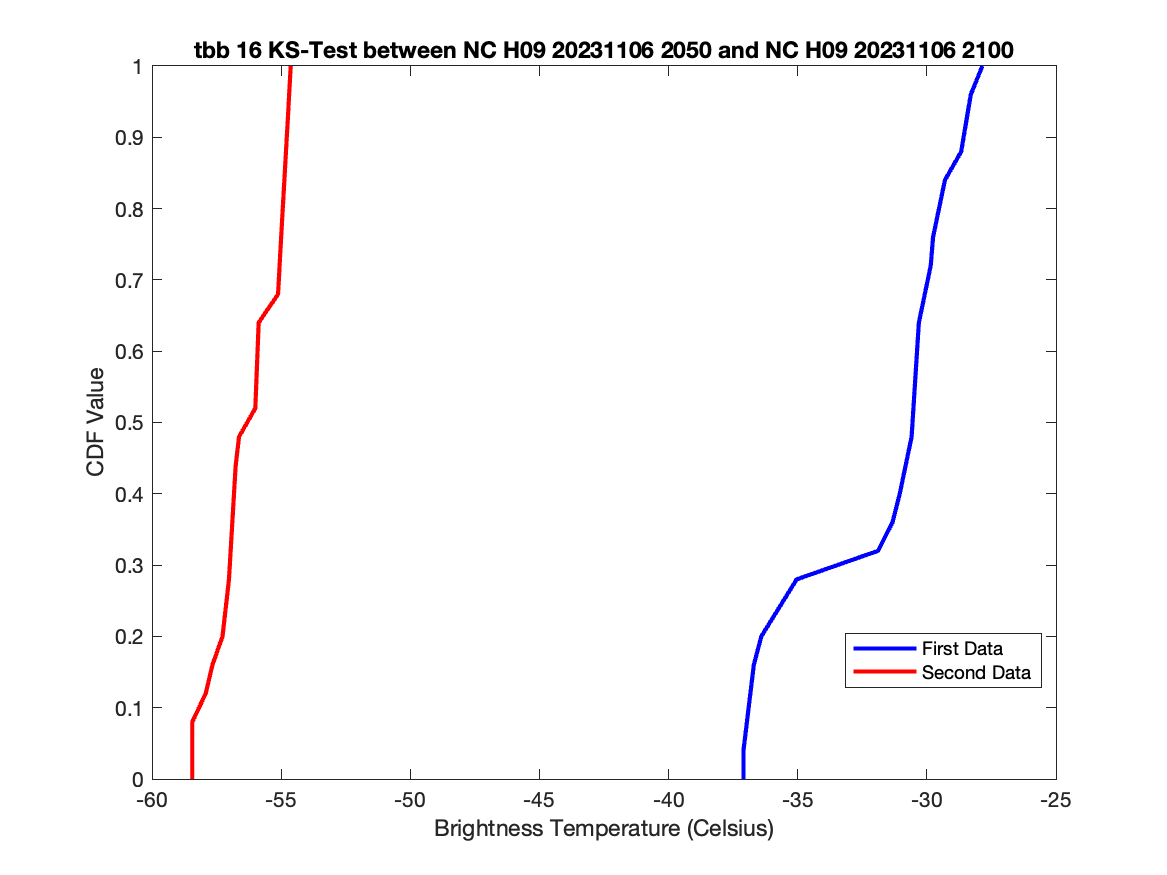 tbb 16 KS-Test between NC H09 20231106 2050 and NC H09 20231106 2100
1
0.9
0.8
0.7
0.6
0.5
0.4
0.3
0.2
0.1
0
CDF Value
First Data
Second Data
-60 -55 -50 -45 -40 -35 -30 -25
Brightness Temperature (Celsius)